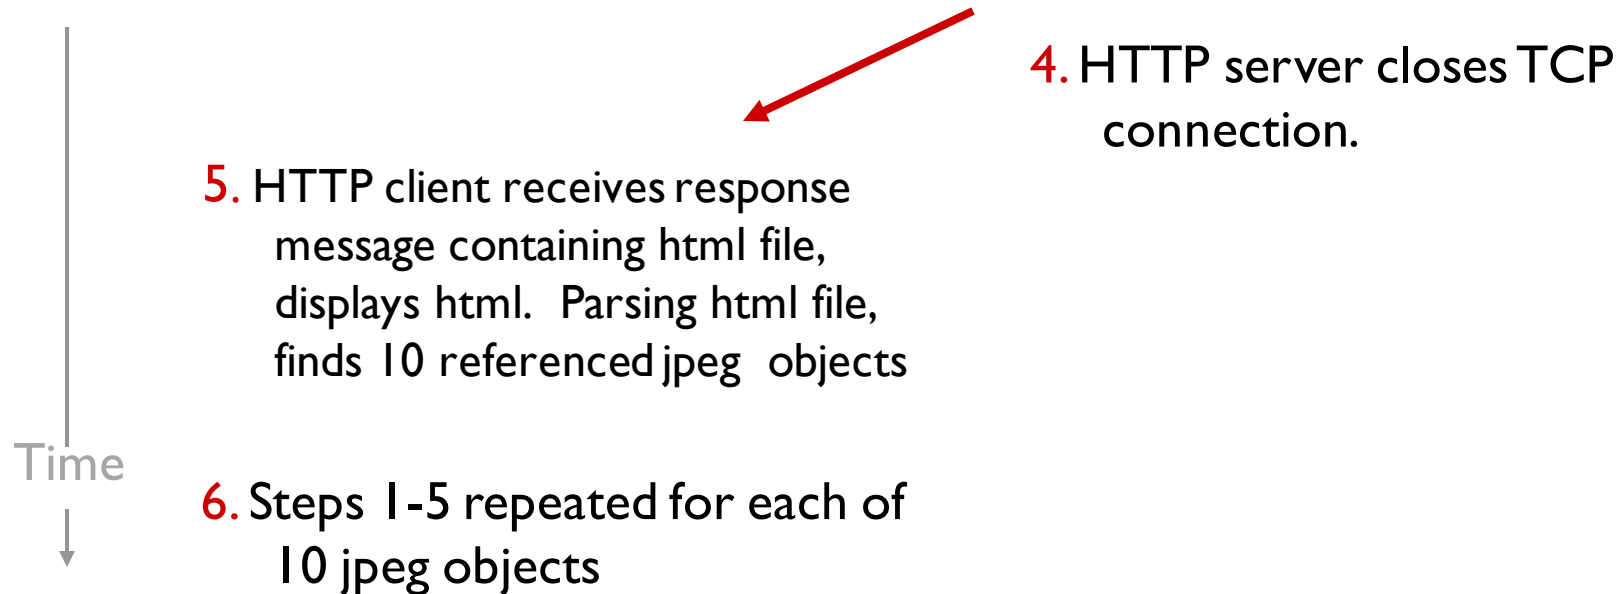 4. HTTP server closes TCP
connection.
5. HTTP client receives response
message containing html file,
displays html. Parsing html file,
finds 10 referenced jpeg objects
Time
6. Steps 1-5 repeated for each of
10 jpeg objects